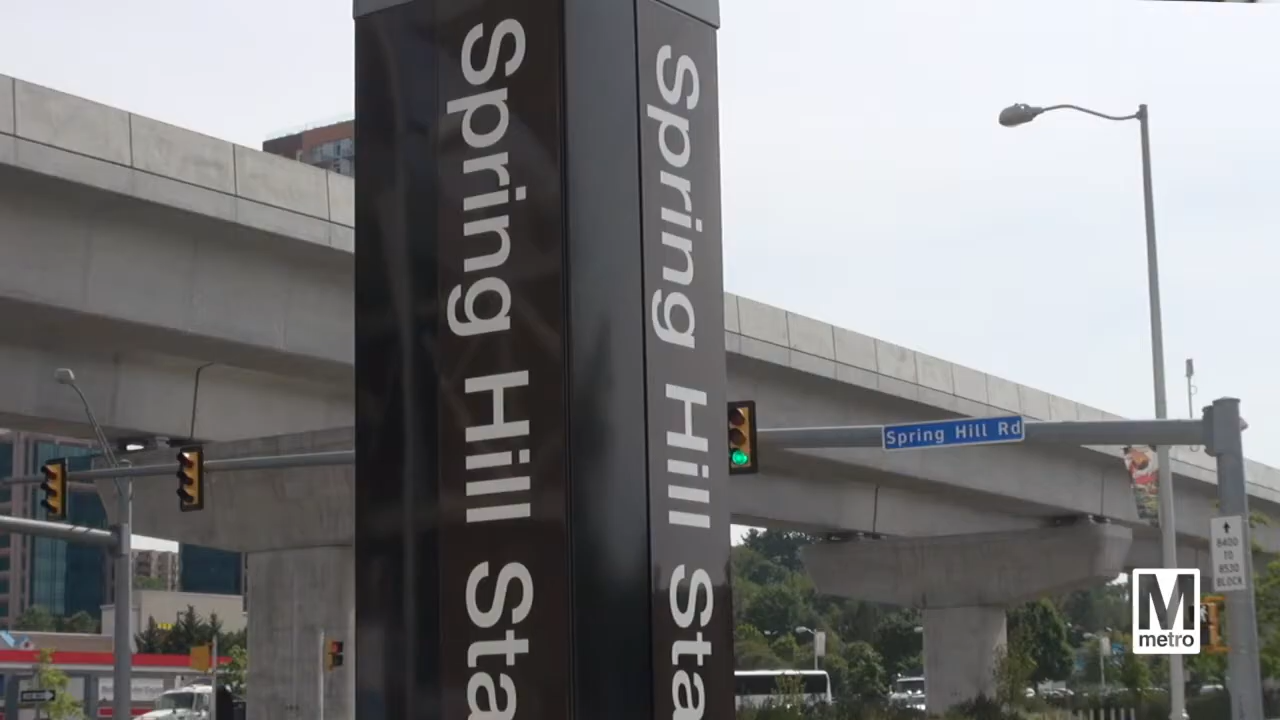 Spring Hill Sta
Spring Hill Sta
Spring Hill Rd
8400
TO
8530
BLOCK
M
metro